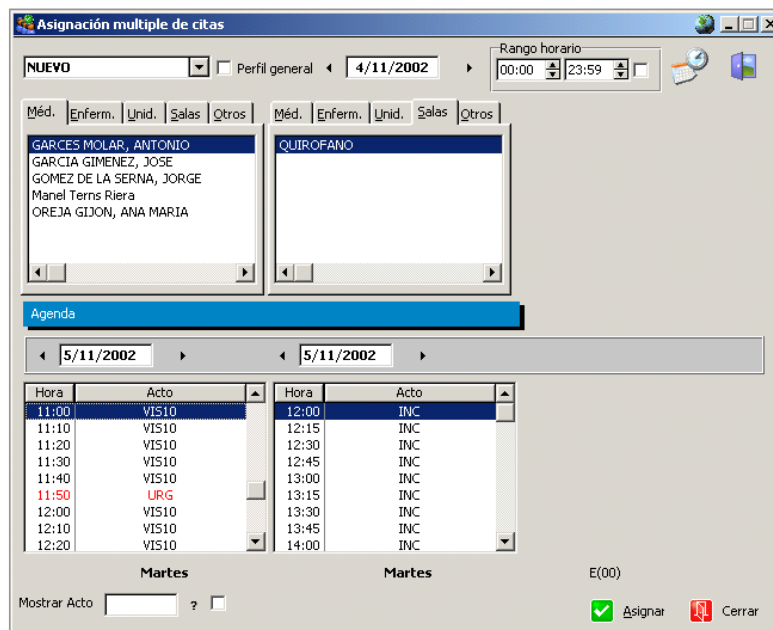 Asignación multiple de citas
NUEVO
Perfil general
4/11/2002
Rango horario
00:00
23:59
Méd. Enferm. Unid. Salas Otros
Méd. Enferm. Unid. Salas Otros
GARCES MOLAR, ANTONIO
GARCIA GIMENEZ, JOSE
GOMEZ DE LA SERNA, JORGE
Manel Terns Riera
OREJA GIJON, ANA MARIA
QUIROFANO
Agenda
5/11/2002
5/11/2002
Hora Acto
11:00 VIS10
11:10 VIS10
11:20 VIS10
11:30 VIS10
11:40 VIS10
11:50 URG
12:00 VIS10
12:10 VIS10
12:20 VIS10
Hora Acto
12:00 INC
12:15 INC
12:30 INC
12:45 INC
13:00 INC
13:15 INC
13:30 INC
13:45 INC
14:00 INC
Martes
Martes
E(00)
Mostrar Acto
?
Asignar
Cerrar